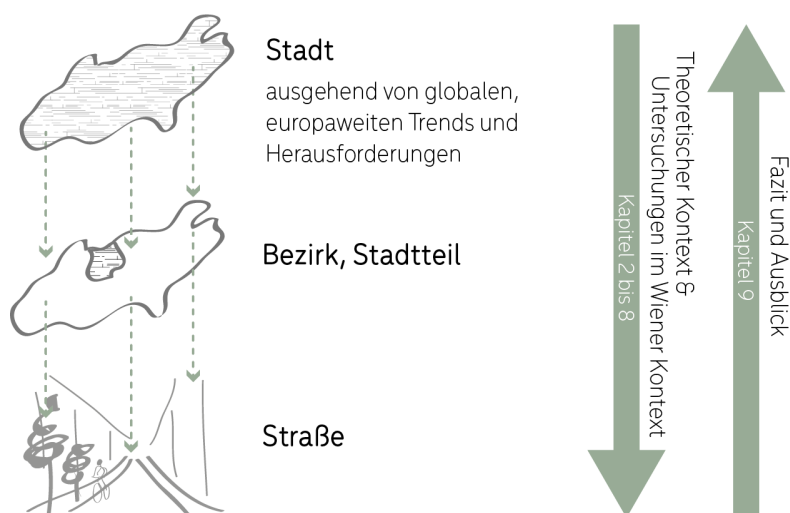 Stadt
ausgehend von globalen,
europaweiten Trends und
Herausforderungen
Bezirk, Stadtteil
Straße
Theoretischer Kontext &
Untersuchungen im Wiener Kontext
Kapitel 2 bis 8
Fazit und Ausblick
Kapitel 9